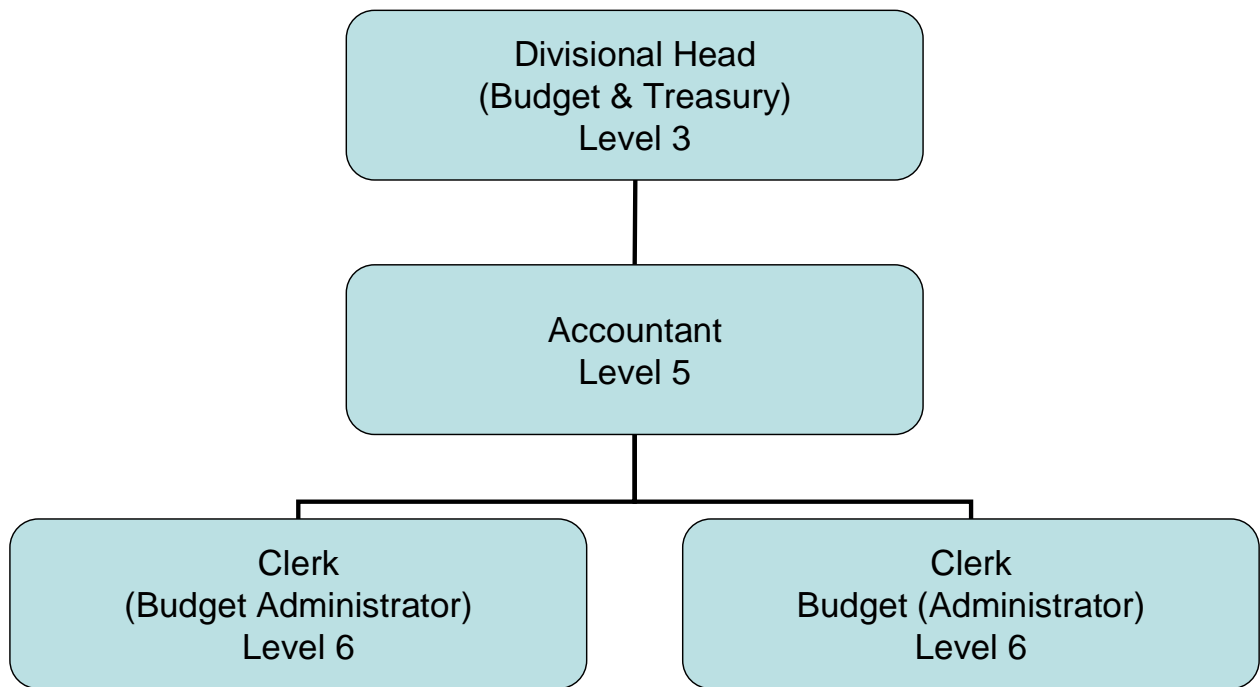 Divisional Head
(Budget & Treasury)
Level 3
Accountant
Level 5
Clerk
(Budget Administrator)
Level 6
Clerk
Budget (Administrator)
Level 6